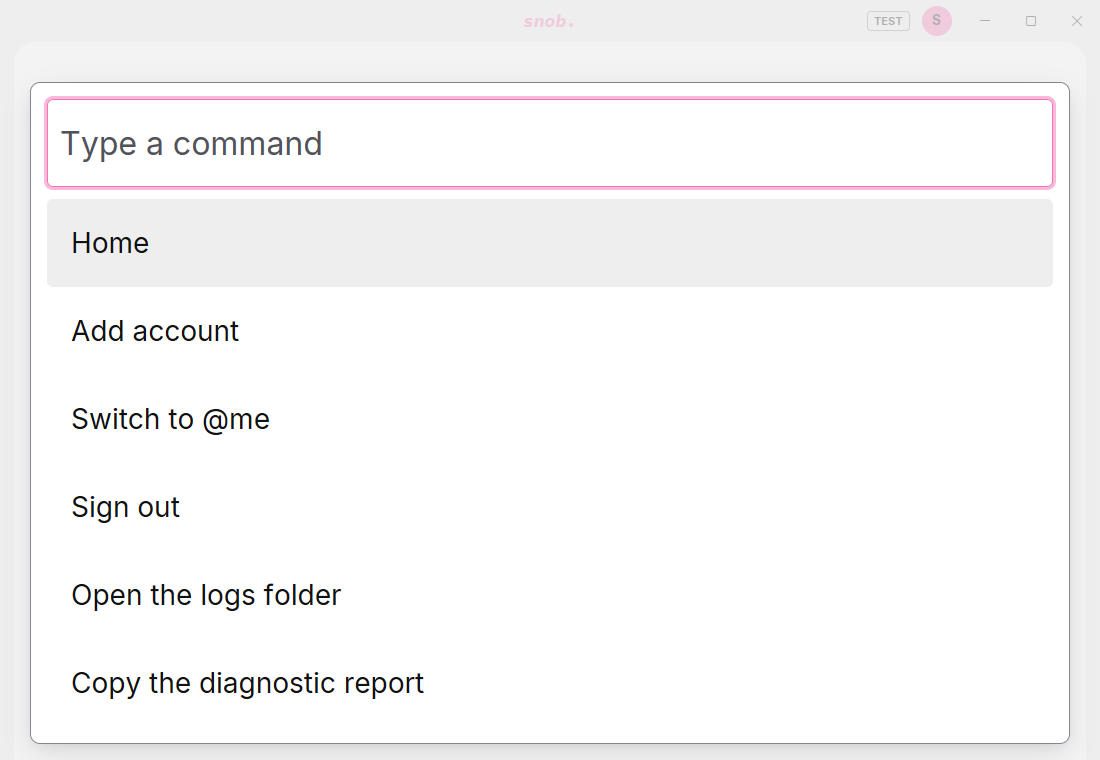 snob.
TEST
S
Type a command
Home
Add account
Switch to @me
Sign out
Open the logs folder
Copy the diagnostic report